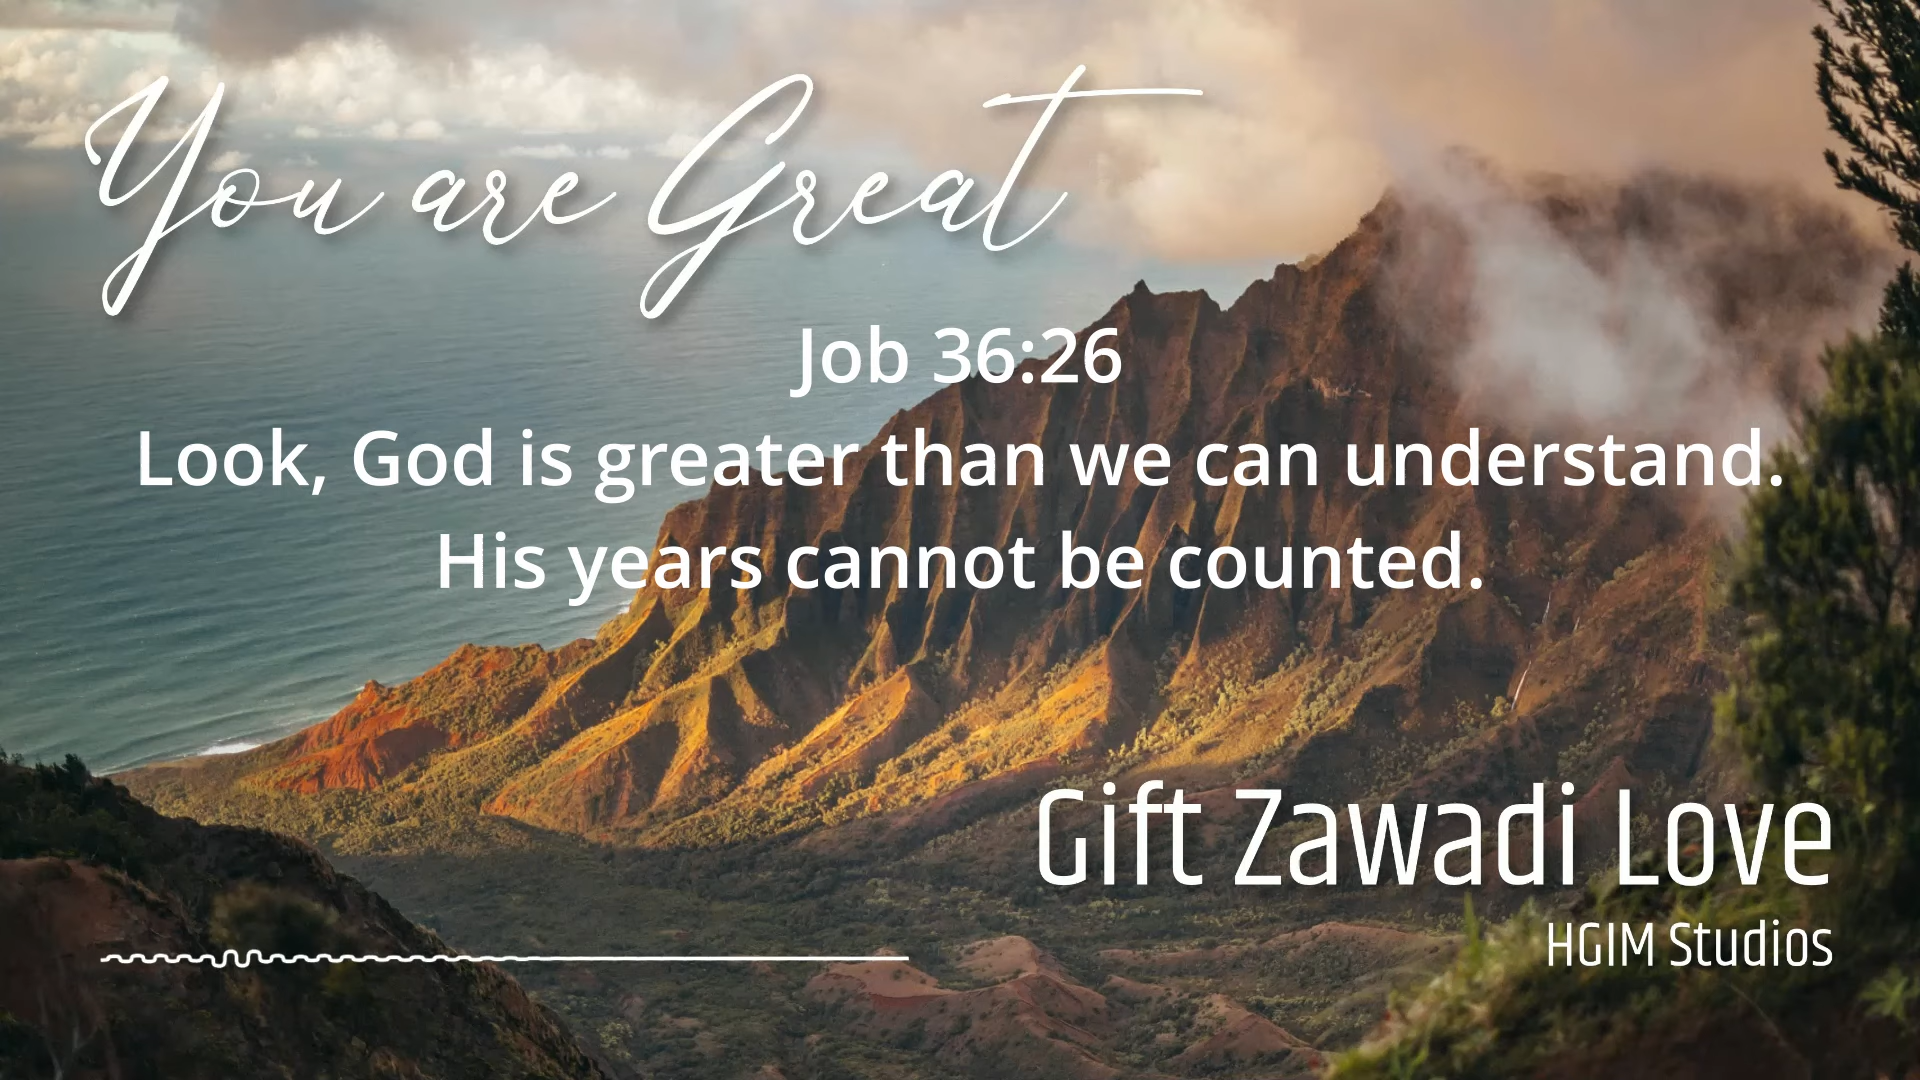 You are Great
Job 36:26
Look, God is greater than we can understand.
His years cannot be counted.
Gift Zawadi Love
HGIM Studios